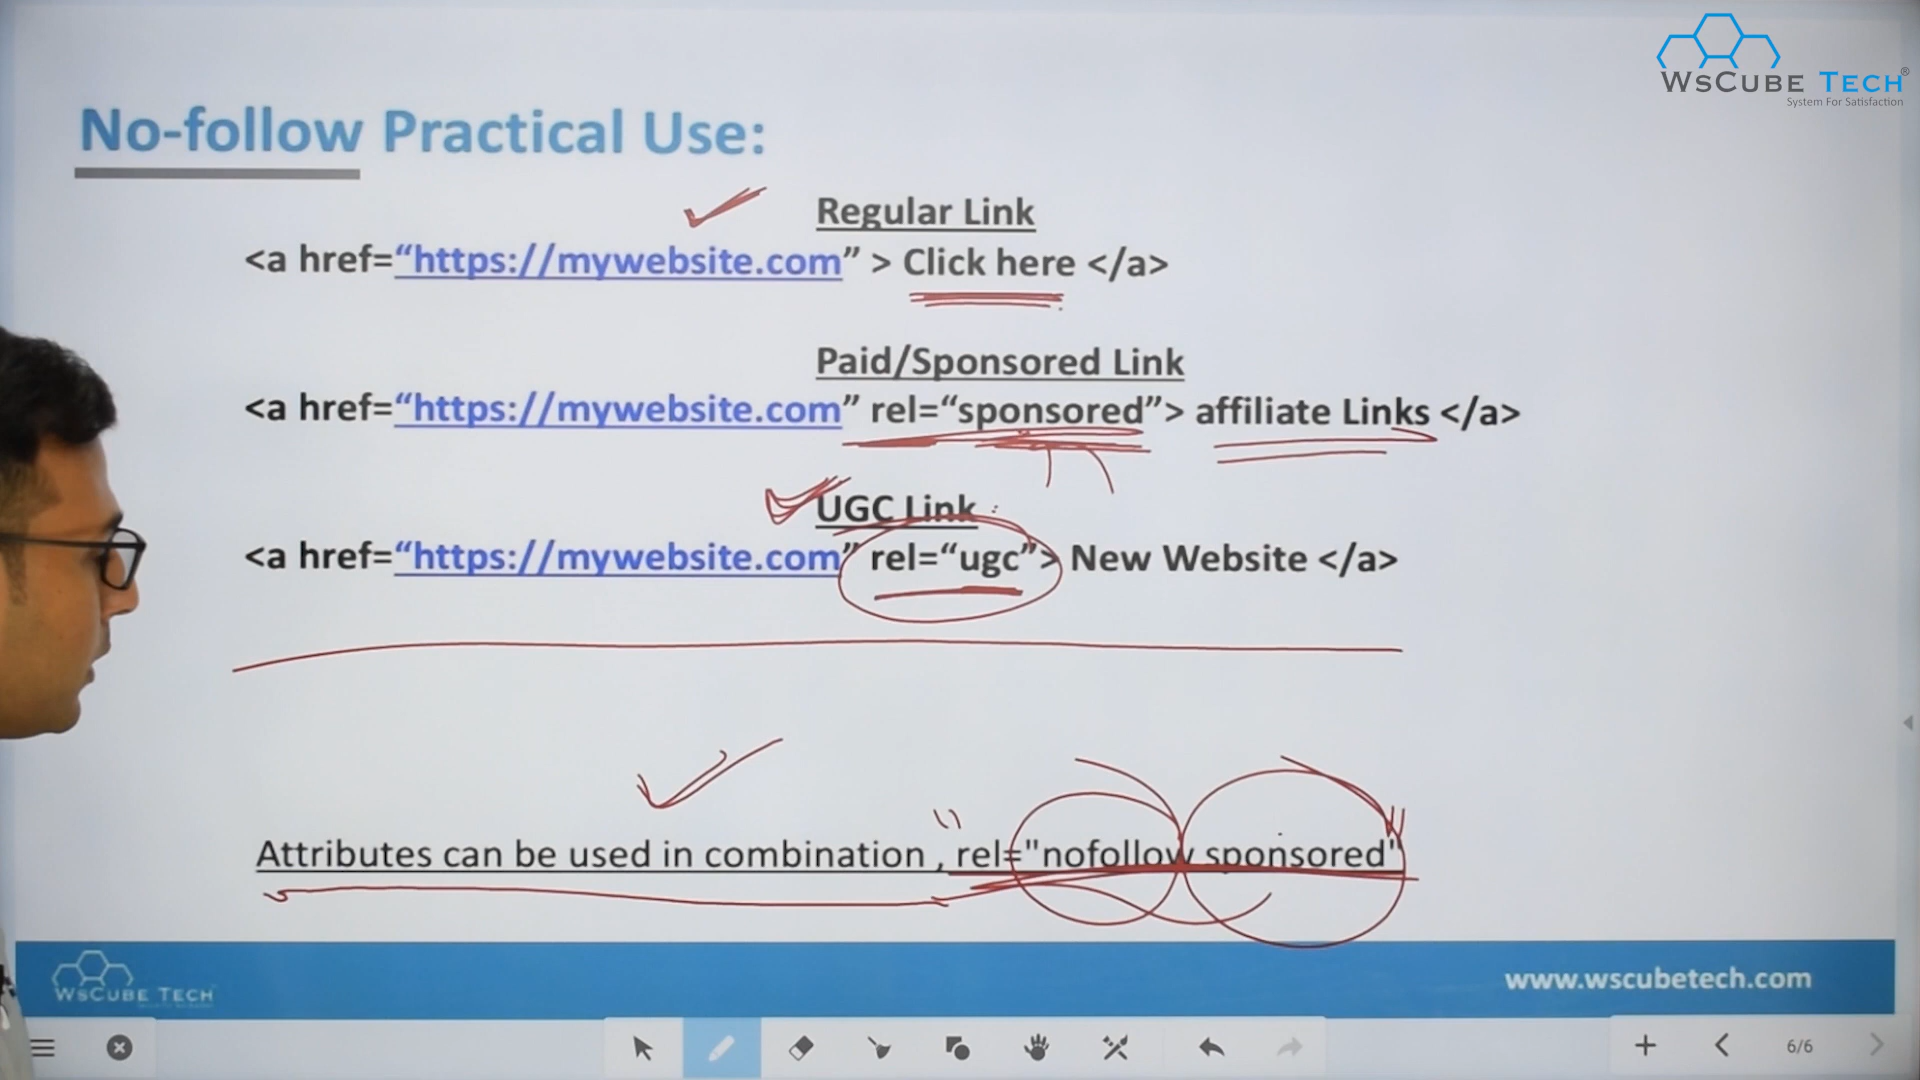 WsCube Tech®
System For Satisfaction
No-follow Practical Use:
Regular Link
<a href=“https://mywebsite.com” > Click here </a>
Paid/Sponsored Link
<a href=“https://mywebsite.com” rel=“sponsored”> affiliate Links </a>
UGC Link
<a href=“https://mywebsite.com” rel=“ugc”> New Website </a>
Attributes can be used in combination , rel="nofollow sponsored"
WsCube Tech
www.wscubetech.com
6/6